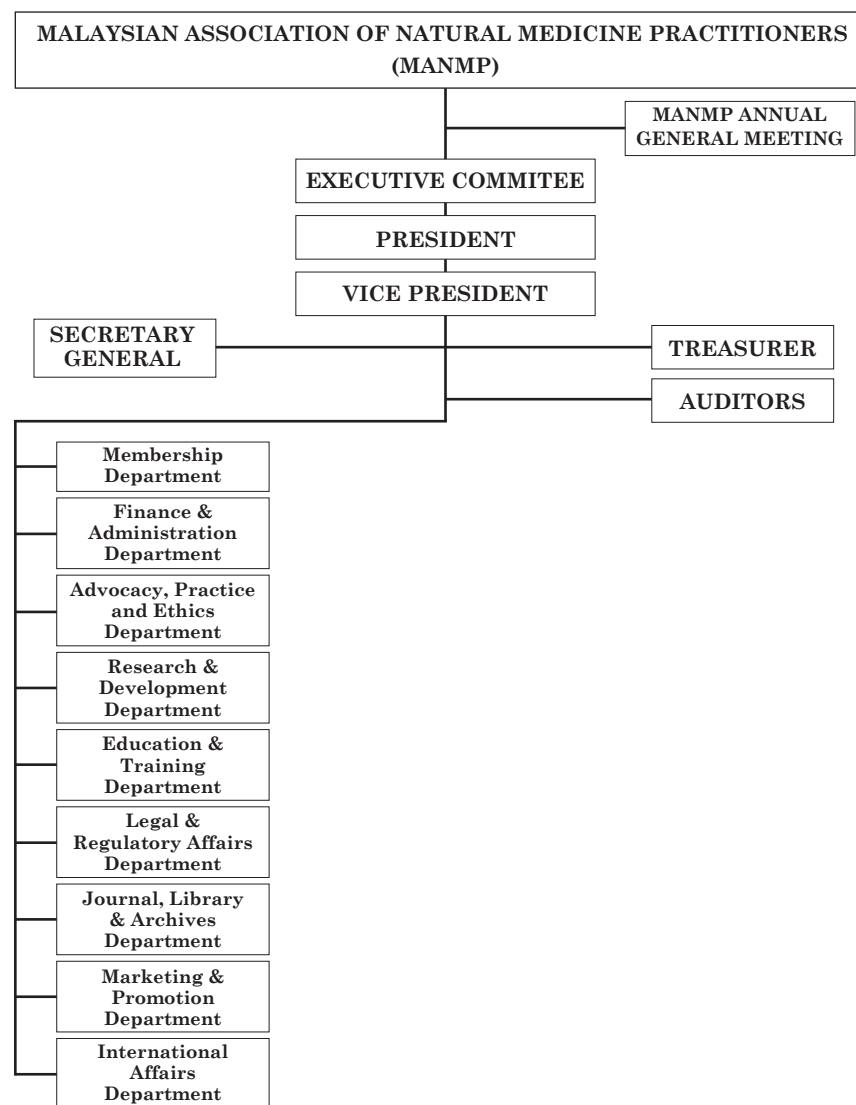 MALAYSIAN ASSOCIATION OF NATURAL MEDICINE PRACTITIONERS
(MANMP)
MANMP ANNUAL
GENERAL MEETING
EXECUTIVE COMMITEE
PRESIDENT
VICE PRESIDENT
SECRETARY
GENERAL
TREASURER
AUDITORS
Membership
Department
Finance &
Administration
Department
Advocacy, Practice
and Ethics
Department
Research &
Development
Department
Education &
Training
Department
Legal &
Regulatory Affairs
Department
Journal, Library
& Archives
Department
Marketing &
Promotion
Department
International
Affairs
Department